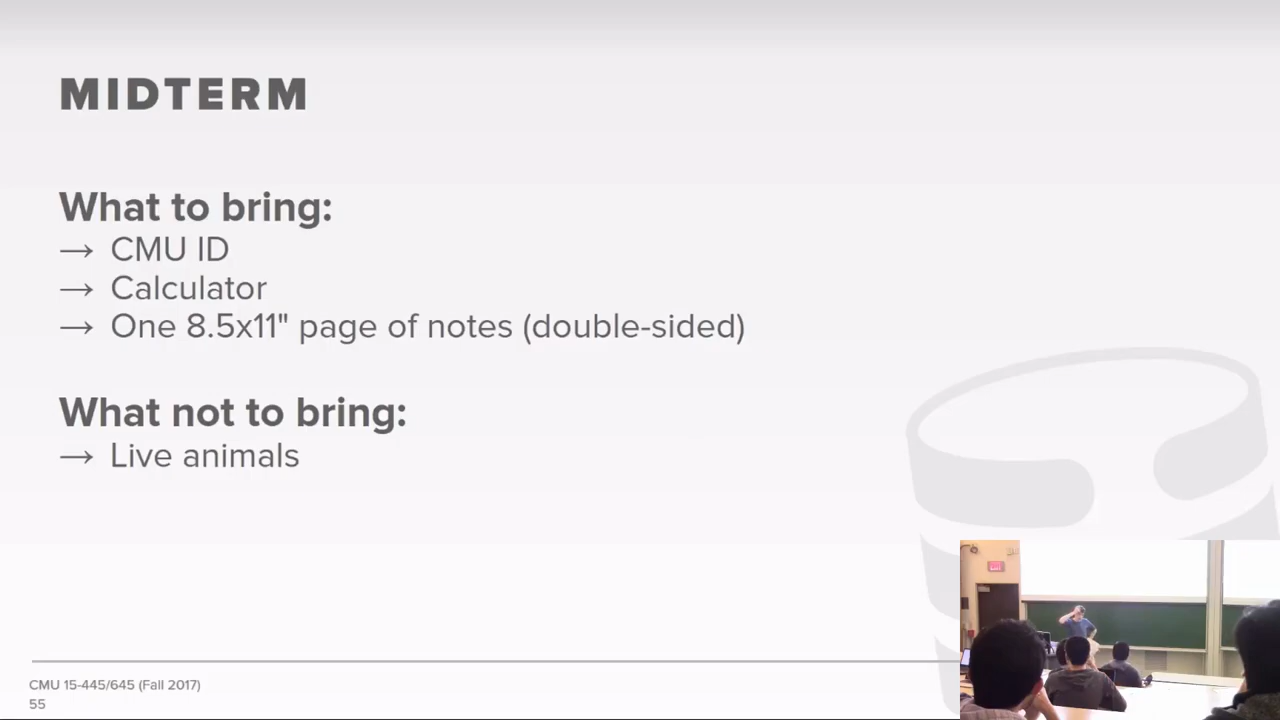 MIDTERM
What to bring:
→ CMU ID
→ Calculator
→ One 8.5x11" page of notes (double-sided)
What not to bring:
→ Live animals
CMU 15-445/645 (Fall 2017)
55